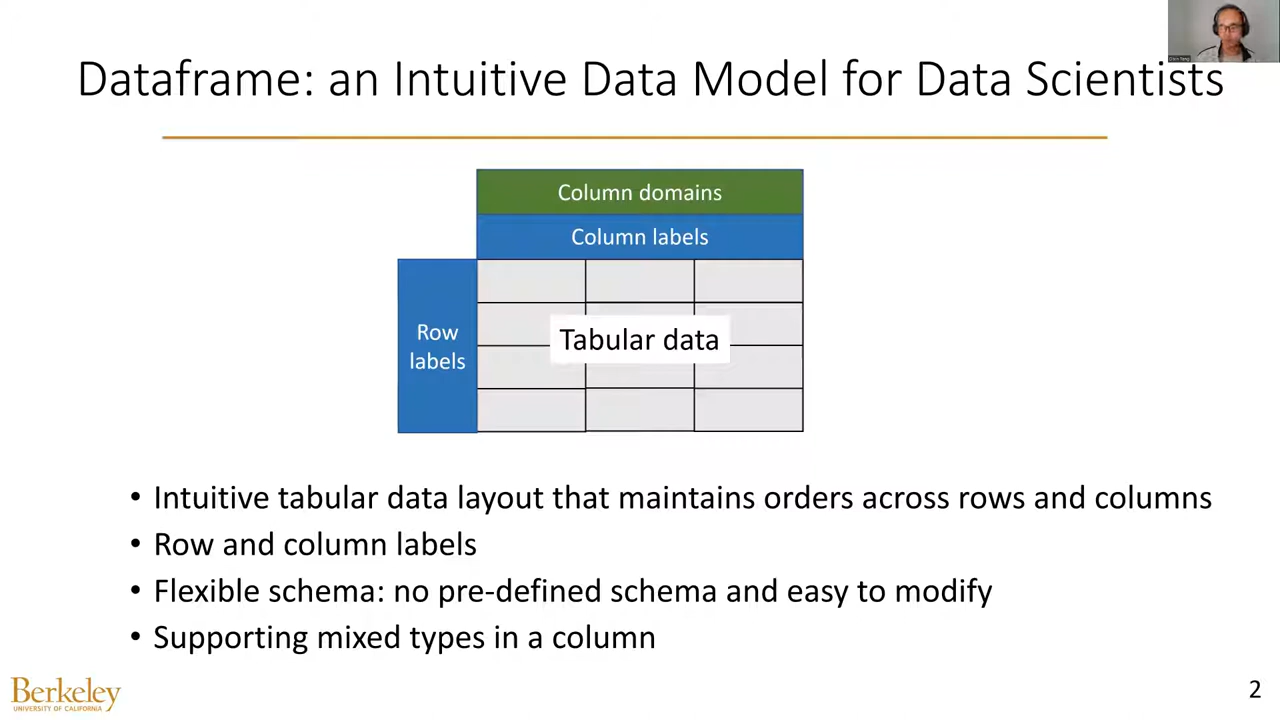 Dataframe: an Intuitive Data Model for Data Scientists
Column domains
Column labels
Row
labels
Tabular data
• Intuitive tabular data layout that maintains orders across rows and columns
• Row and column labels
• Flexible schema: no pre-defined schema and easy to modify
• Supporting mixed types in a column
Berkeley
UNIVERSITY OF CALIFORNIA
2